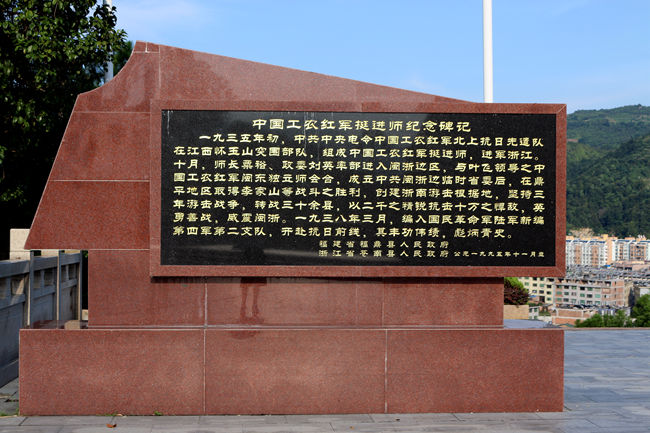 中国工农红军挺进师纪念碑记
一九三五年初，中共中央电令中国工农红军北上抗日先遣队
在江西怀玉山突围部队，组成中国工农红军挺进师，进军浙江。
十月，师长粟裕、政委刘英率部进入闽浙边区，与叶飞领导之中
国工农红军闽东独立师会合，成立中共闽浙边临时省委后，在鼎
平地区取得李家山等战斗之胜利，创建浙南游击根据地，坚持三
年游击战争，转战三十余县，以二千之精锐抗击十万之悍敌，英
勇善战，威震闽浙。一九三八年三月，编入国民革命军陆军新编
第四军第二支队，开赴抗日前线，其丰功伟绩，彪炳青史。
福建省福鼎县人民政府
浙江省苍南县人民政府 公元一九九五年十一月立